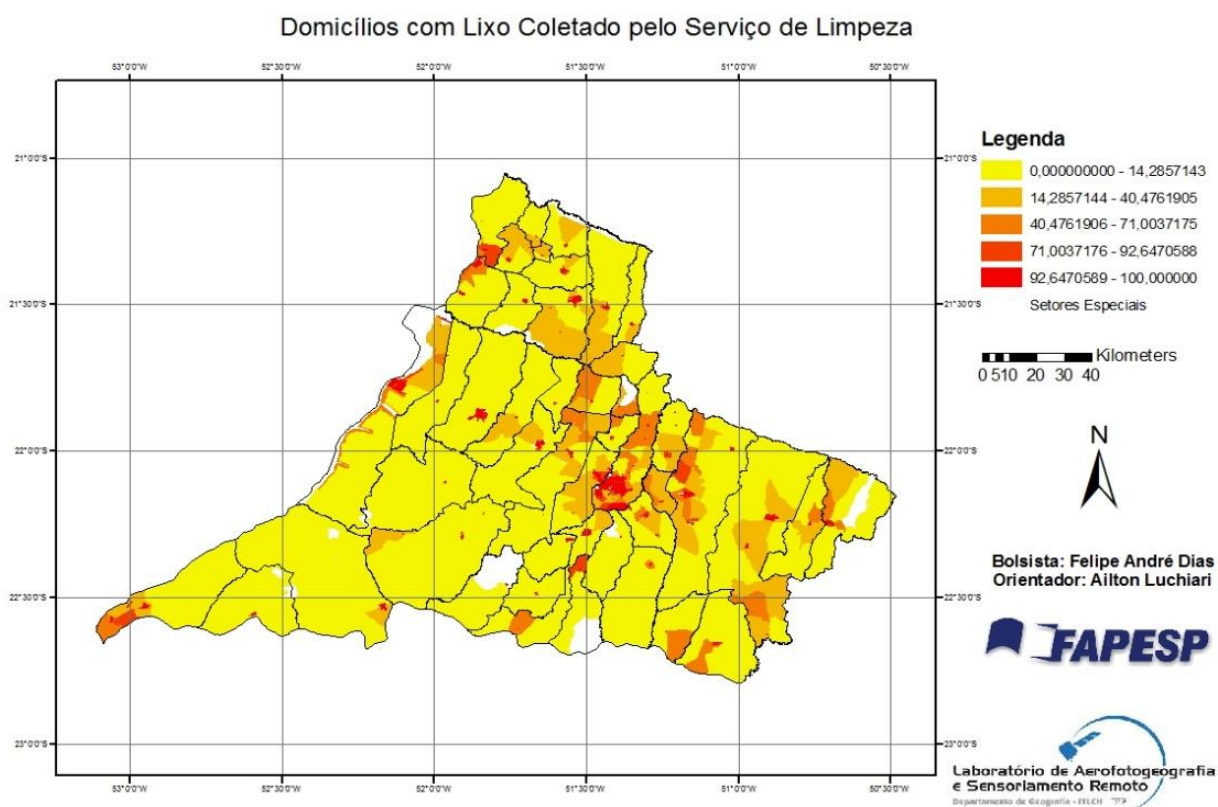 Domicílios com Lixo Coletado pelo Serviço de Limpeza
53°0'0"W 52°30'0"W 52°0'0"W 51°30'0"W 51°0'0"W 50°30'0"W
21°0'0"S 21°0'0"S
21°30'0"S 21°30'0"S
22°0'0"S 22°0'0"S
22°30'0"S 22°30'0"S
23°0'0"S 23°0'0"S
53°0'0"W 52°30'0"W 52°0'0"W 51°30'0"W 51°0'0"W 50°30'0"W
Legenda
0,000000000 - 14,2857143
14,2857144 - 40,4761905
40,4761906 - 71,0037175
71,0037176 - 92,6470588
92,6470589 - 100,000000
Setores Especiais
Kilometers
0 5 10 20 30 40
N
Bolsista: Felipe André Dias
Orientador: Ailton Luchiari
FAPESP
Laboratório de Aerofotogeografia
e Sensoriamento Remoto
Departamento de Geografia - FFLCH